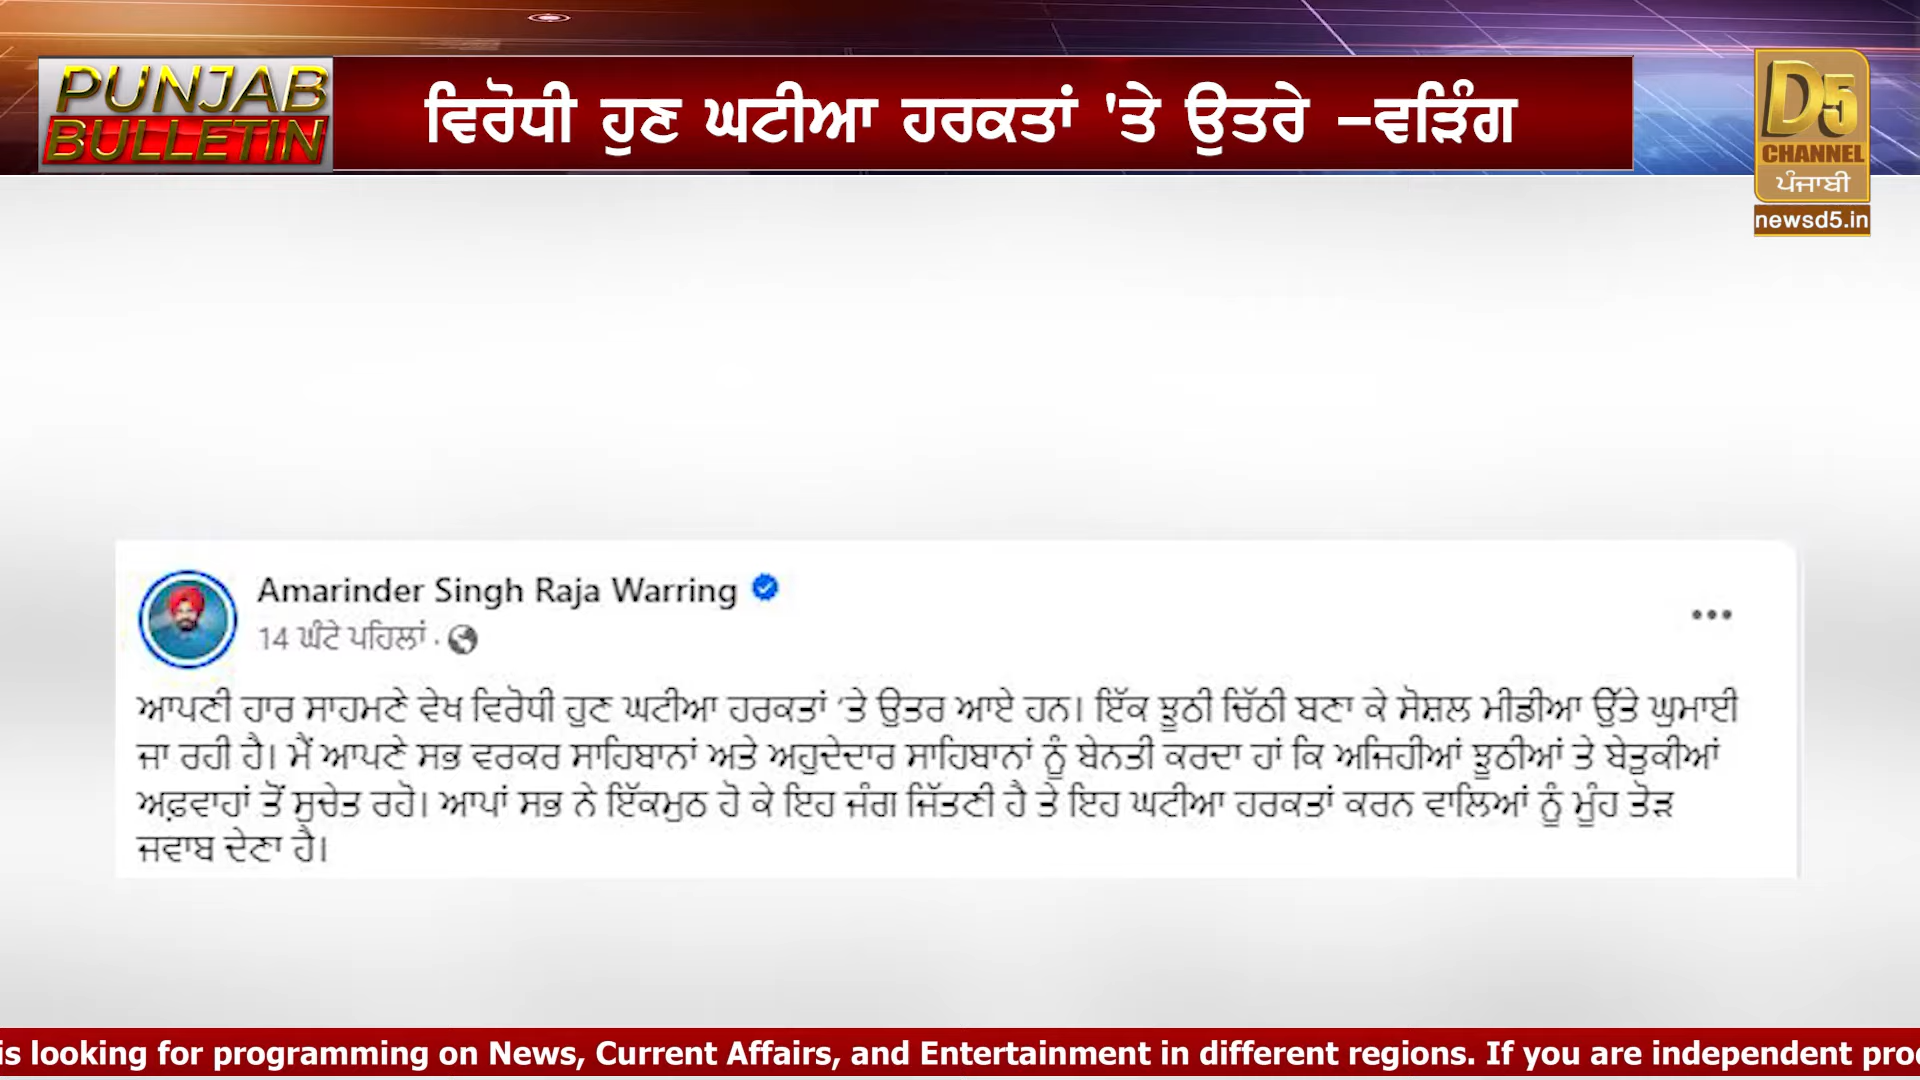 PUNJAB
BULLETIN
ਵਿਰੋਧੀ ਹੁਣ ਘਟੀਆ ਹਰਕਤਾਂ 'ਤੇ ਉਤਰੇ –ਵੜਿੰਗ
D5
CHANNEL
ਪੰਜਾਬੀ
newsd5.in
Amarinder Singh Raja Warring
14 ਘੰਟੇ ਪਹਿਲਾਂ ·
ਆਪਣੀ ਹਾਰ ਸਾਹਮਣੇ ਵੇਖ ਵਿਰੋਧੀ ਹੁਣ ਘਟੀਆ ਹਰਕਤਾਂ ‘ਤੇ ਉਤਰ ਆਏ ਹਨ। ਇੱਕ ਝੂਠੀ ਚਿੱਠੀ ਬਣਾ ਕੇ ਸੋਸ਼ਲ ਮੀਡੀਆ ਉੱਤੇ ਘੁਮਾਈ
ਜਾ ਰਹੀ ਹੈ। ਮੈਂ ਆਪਣੇ ਸਭ ਵਰਕਰ ਸਾਹਿਬਾਨਾਂ ਅਤੇ ਅਹੁਦੇਦਾਰ ਸਾਹਿਬਾਨਾਂ ਨੂੰ ਬੇਨਤੀ ਕਰਦਾ ਹਾਂ ਕਿ ਅਜਿਹੀਆਂ ਝੂਠੀਆਂ ਤੇ ਬੇਤੁਕੀਆਂ
ਅਫ਼ਵਾਹਾਂ ਤੋਂ ਸੁਚੇਤ ਰਹੋ। ਆਪਾਂ ਸਭ ਨੇ ਇੱਕਮੁਠ ਹੋ ਕੇ ਇਹ ਜੰਗ ਜਿੱਤਣੀ ਹੈ ਤੇ ਇਹ ਘਟੀਆ ਹਰਕਤਾਂ ਕਰਨ ਵਾਲਿਆਂ ਨੂੰ ਮੂੰਹ ਤੋੜ
ਜਵਾਬ ਦੇਣਾ ਹੈ।
is looking for programming on News, Current Affairs, and Entertainment in different regions. If you are independent pro